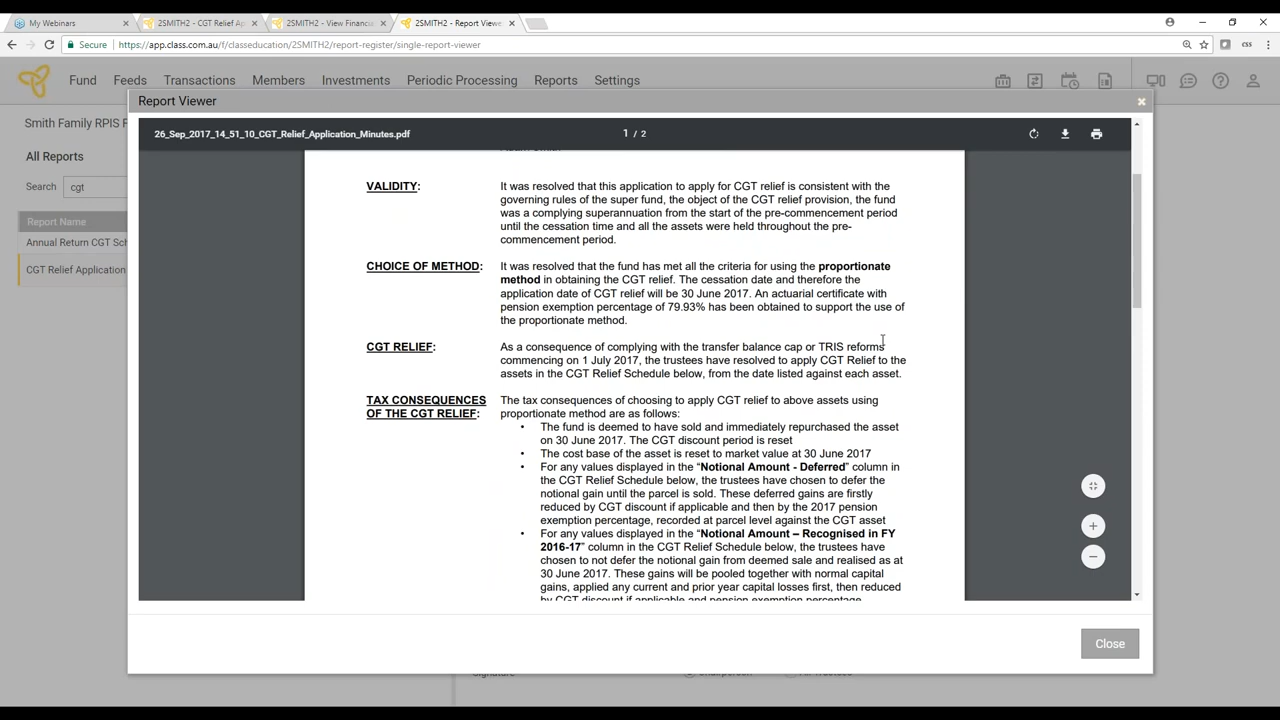 My Webinars
2SMITH2 - CGT Relief Ap
2SMITH2 - View Financia
2SMITH2 - Report Viewe
Secure
https://app.class.com.au/f/classeducation/2SMITH2/report-register/single-report-viewer
css
Fund
Feeds
Transactions
Members
Investments
Periodic Processing
Reports
Settings
Report Viewer
Smith Family RPIS F
26_Sep_2017_14_51_10_CGT_Relief_Application_Minutes.pdf
1 / 2
All Reports
Search
cgt
Report Name
Annual Return CGT Sch
CGT Relief Application
VALIDITY:
It was resolved that this application to apply for CGT relief is consistent with the
governing rules of the super fund, the object of the CGT relief provision, the fund
was a complying superannuation from the start of the pre-commencement period
until the cessation time and all the assets were held throughout the pre-
commencement period.
CHOICE OF METHOD:
It was resolved that the fund has met all the criteria for using the proportionate
method in obtaining the CGT relief. The cessation date and therefore the
application date of CGT relief will be 30 June 2017. An actuarial certificate with
pension exemption percentage of 79.93% has been obtained to support the use of
the proportionate method.
CGT RELIEF:
As a consequence of complying with the transfer balance cap or TRIS reforms
commencing on 1 July 2017, the trustees have resolved to apply CGT Relief to the
assets in the CGT Relief Schedule below, from the date listed against each asset.
TAX CONSEQUENCES
OF THE CGT RELIEF:
The tax consequences of choosing to apply CGT relief to above assets using
proportionate method are as follows:
• The fund is deemed to have sold and immediately repurchased the asset
on 30 June 2017. The CGT discount period is reset
• The cost base of the asset is reset to market value at 30 June 2017
• For any values displayed in the “Notional Amount - Deferred” column in
the CGT Relief Schedule below, the trustees have chosen to defer the
notional gain until the parcel is sold. These deferred gains are firstly
reduced by CGT discount if applicable and then by the 2017 pension
exemption percentage, recorded at parcel level against the CGT asset
• For any values displayed in the “Notional Amount – Recognised in FY
2016-17” column in the CGT Relief Schedule below, the trustees have
chosen to not defer the notional gain from deemed sale and realised as at
30 June 2017. These gains will be pooled together with normal capital
gains, applied any current and prior year capital losses first, then reduced
by CGT discount if applicable and pension exemption percentage
Close